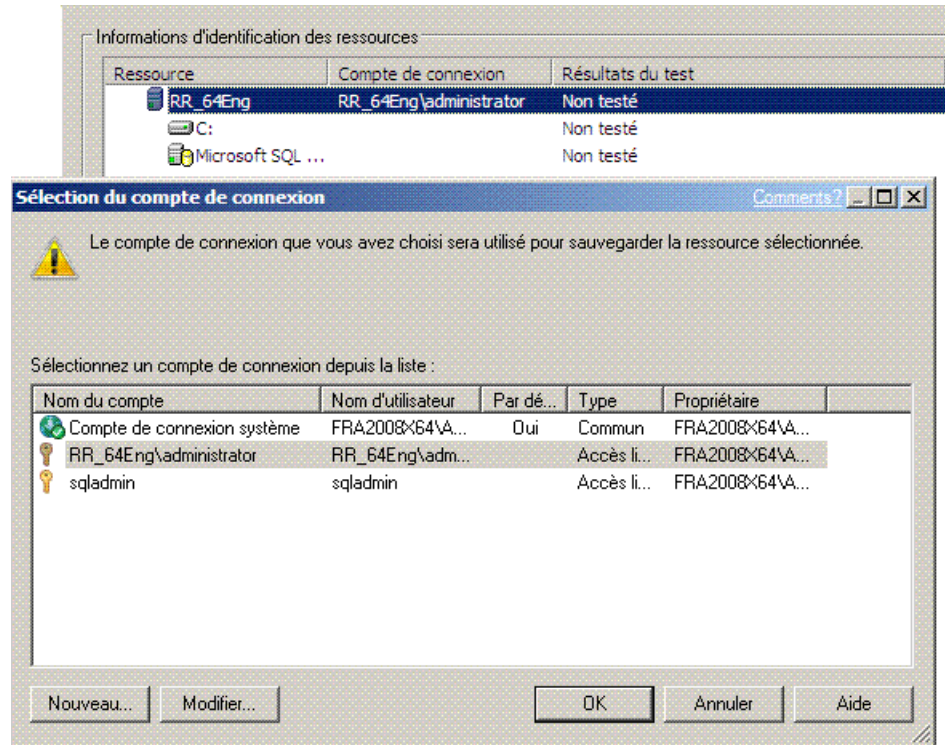 Informations d'identification des ressources
Ressource Compte de connexion Résultats du test
RR_64Eng RR_64Eng\administrator Non testé
C: Non testé
Microsoft SQL ... Non testé
Sélection du compte de connexion Comments?
Le compte de connexion que vous avez choisi sera utilisé pour sauvegarder la ressource sélectionnée.
Sélectionnez un compte de connexion depuis la liste :
Nom du compte Nom d'utilisateur Par dé... Type Propriétaire
Compte de connexion système FRA2008X64\A... Oui Commun FRA2008X64\A...
RR_64Eng\administrator RR_64Eng\adm... Accès li... FRA2008X64\A...
sqladmin sqladmin Accès li... FRA2008X64\A...
Nouveau... Modifier... OK Annuler Aide